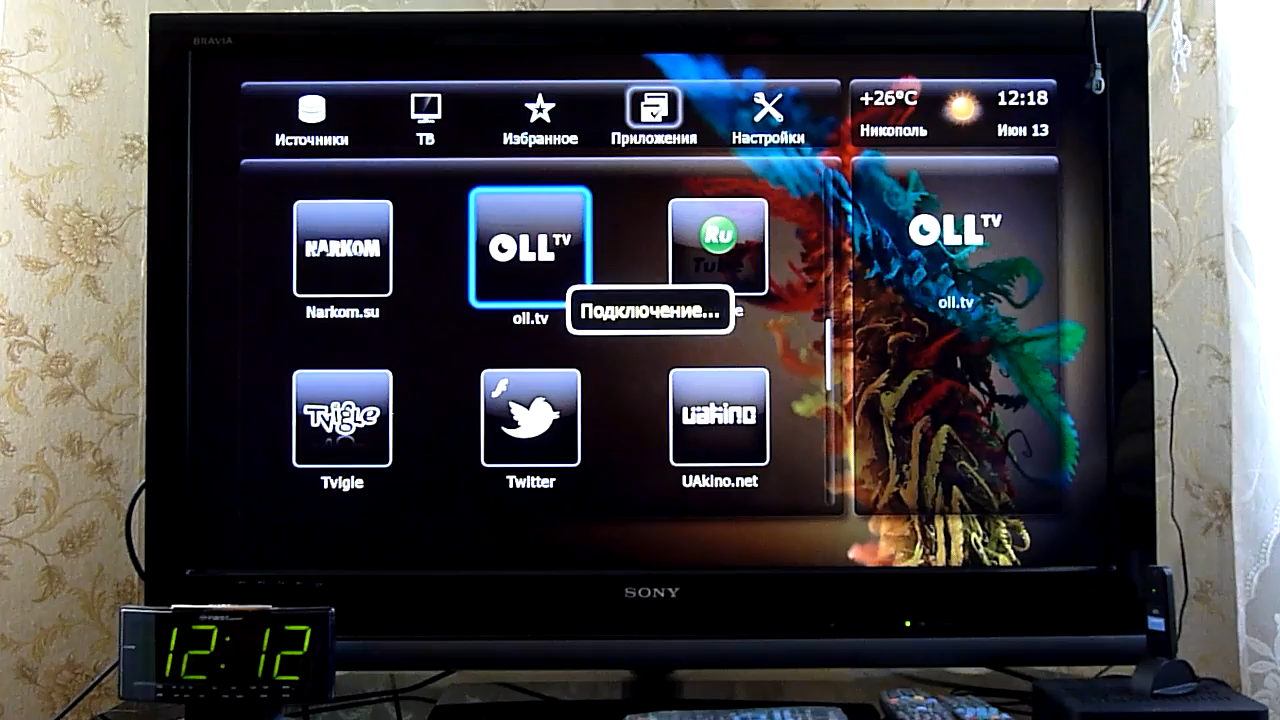 BRAVIA
Источники
ТВ
Избранное
Приложения
Настройки
+26°C
12:18
Никополь
Июн 13
NARKOM
OLL TV
Ru
Tube
OLL TV
Narkom.su
oll.tv
Подключение...
e
oll.tv
Tvigle
uakino
Tvigle
Twitter
UAkino.net
SONY
12:12